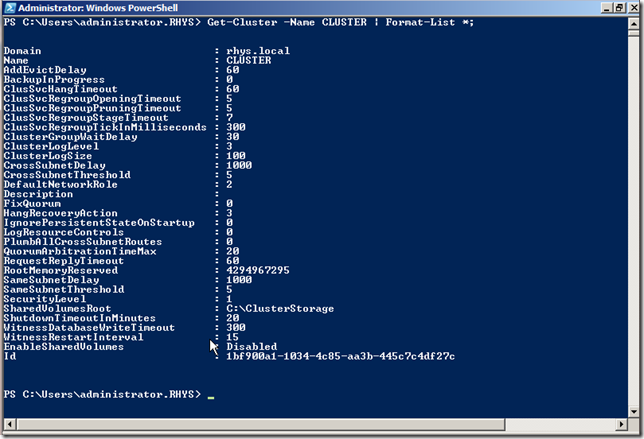 Administrator: Windows PowerShell
PS C:\Users\administrator.RHYS> Get-Cluster -Name CLUSTER | Format-List *;
Domain : rhys.local
Name : CLUSTER
AddEvictDelay : 60
BackupInProgress : 0
ClusSvcHangTimeout : 60
ClusSvcRegroupOpeningTimeout : 5
ClusSvcRegroupPruningTimeout : 5
ClusSvcRegroupStageTimeout : 7
ClusSvcRegroupTickInMilliseconds : 300
ClusterGroupWaitDelay : 30
ClusterLogLevel : 3
ClusterLogSize : 100
CrossSubnetDelay : 1000
CrossSubnetThreshold : 5
DefaultNetworkRole : 2
Description :
FixQuorum : 0
HangRecoveryAction : 3
IgnorePersistentStateOnStartup : 0
LogResourceControls : 0
PlumbAllCrossSubnetRoutes : 0
QuorumArbitrationTimeMax : 20
RequestReplyTimeout : 60
RootMemoryReserved : 4294967295
SameSubnetDelay : 1000
SameSubnetThreshold : 5
SecurityLevel : 1
SharedVolumesRoot : C:\ClusterStorage
ShutdownTimeoutInMinutes : 20
WitnessDatabaseWriteTimeout : 300
WitnessRestartInterval : 15
EnableSharedVolumes : Disabled
Id : 1bf900a1-1034-4c85-aa3b-445c7c4df27c
PS C:\Users\administrator.RHYS> _